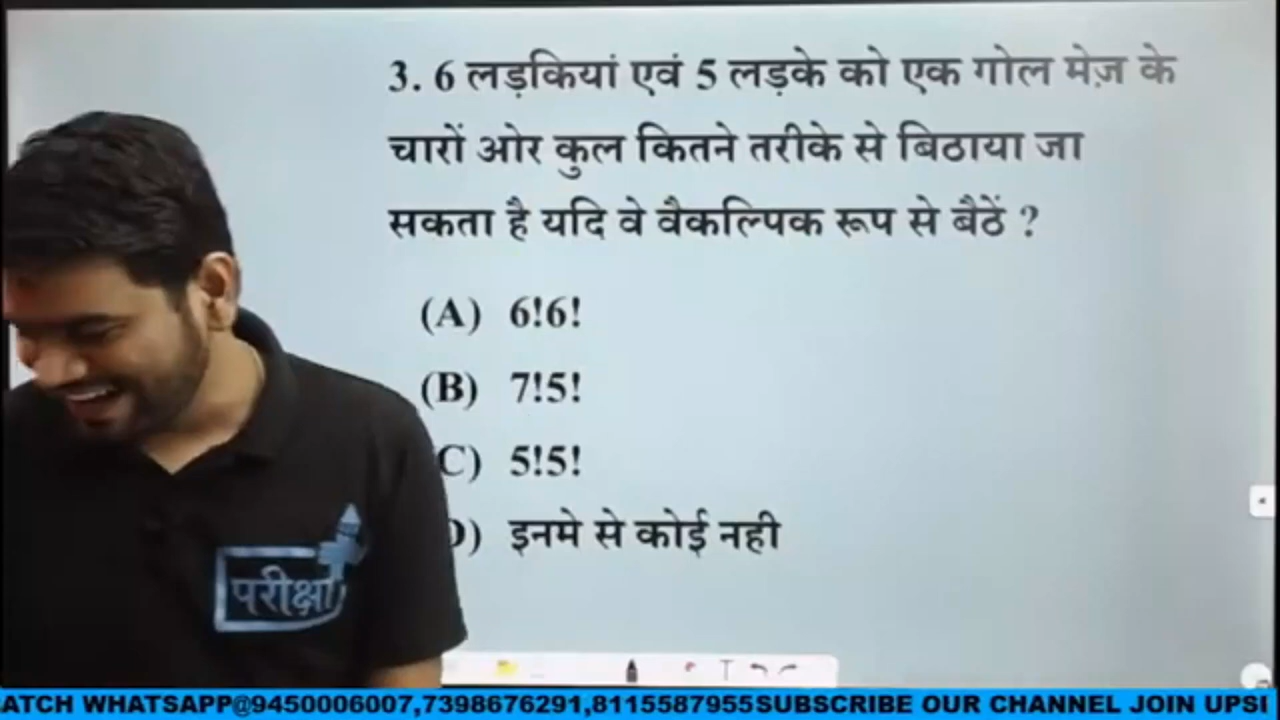 3. 6 लड़कियां एवं 5 लड़के को एक गोल मेज़ के
चारों ओर कुल कितने तरीके से बिठाया जा
सकता है यदि वे वैकल्पिक रूप से बैठें ?
(A) 6!6!
(B) 7!5!
C) 5!5!
) इनमे से कोई नही
परीक्षा
ATCH WHATSAPP@9450006007,7398676291,8115587955SUBSCRIBE OUR CHANNEL JOIN UPSI